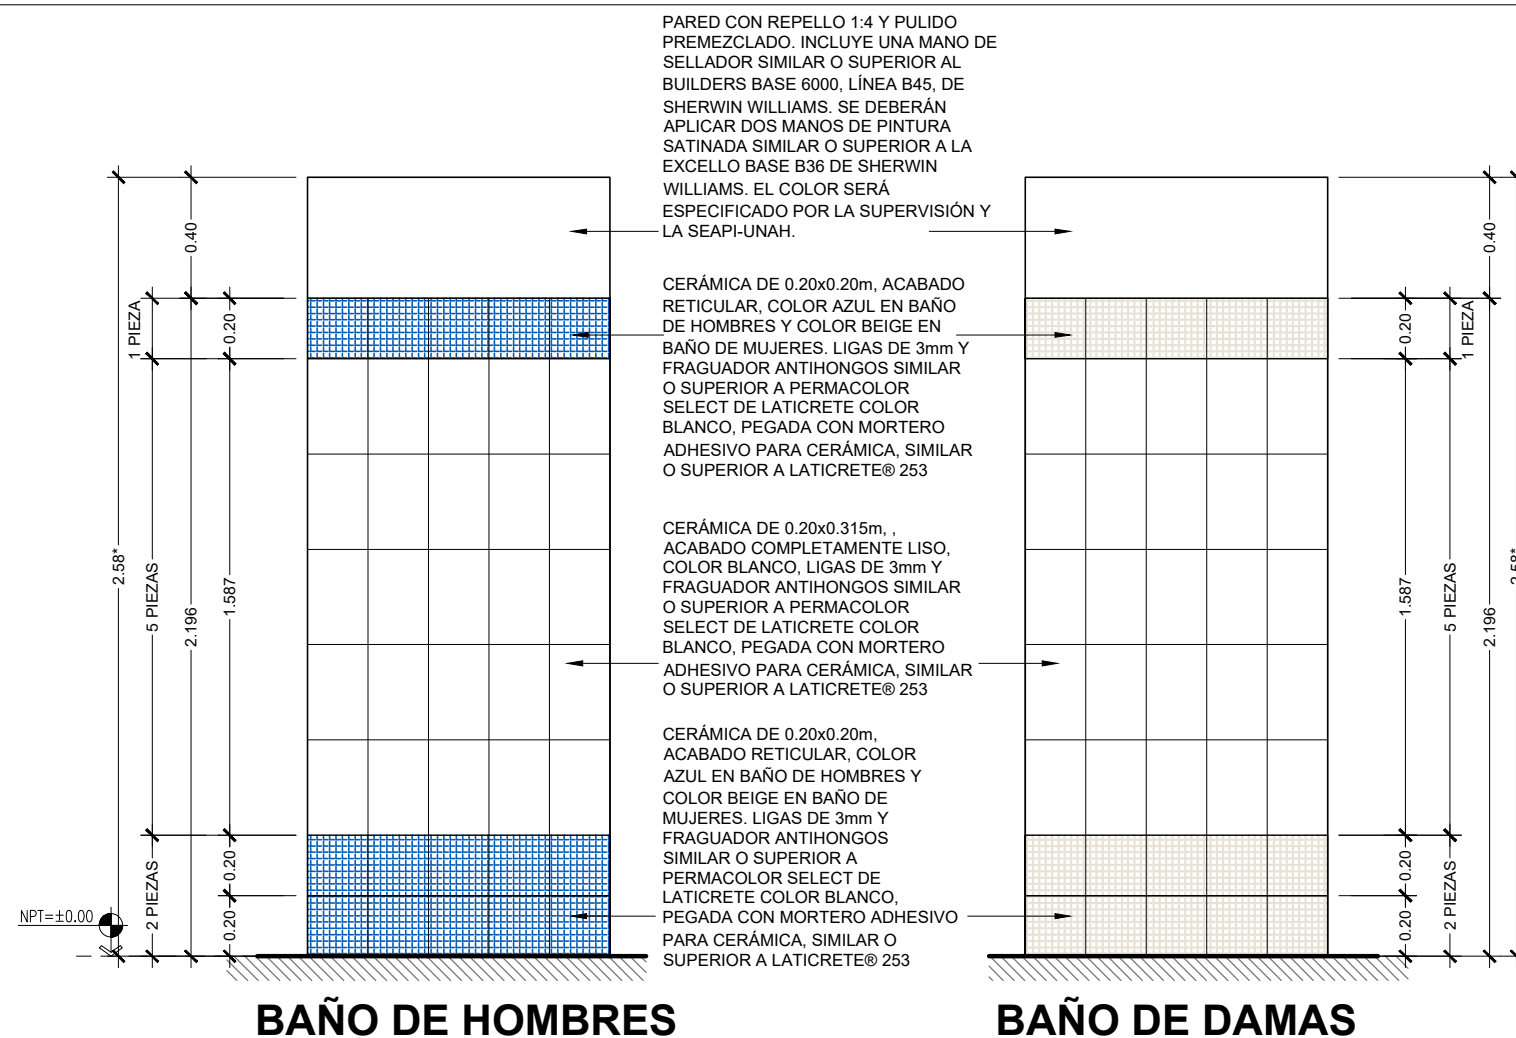 PARED CON REPELLO 1:4 Y PULIDO
PREMEZCLADO. INCLUYE UNA MANO DE
SELLADOR SIMILAR O SUPERIOR AL
BUILDERS BASE 6000, LÍNEA B45, DE
SHERWIN WILLIAMS. SE DEBERÁN
APLICAR DOS MANOS DE PINTURA
SATINADA SIMILAR O SUPERIOR A LA
EXCELLO BASE B36 DE SHERWIN
WILLIAMS. EL COLOR SERÁ
ESPECIFICADO POR LA SUPERVISIÓN Y
LA SEAPI-UNAH.
CERÁMICA DE 0.20x0.20m, ACABADO
RETICULAR, COLOR AZUL EN BAÑO
DE HOMBRES Y COLOR BEIGE EN
BAÑO DE MUJERES. LIGAS DE 3mm Y
FRAGUADOR ANTIHONGOS SIMILAR
O SUPERIOR A PERMACOLOR
SELECT DE LATICRETE COLOR
BLANCO, PEGADA CON MORTERO
ADHESIVO PARA CERÁMICA, SIMILAR
O SUPERIOR A LATICRETE® 253
CERÁMICA DE 0.20x0.315m, ,
ACABADO COMPLETAMENTE LISO,
COLOR BLANCO, LIGAS DE 3mm Y
FRAGUADOR ANTIHONGOS SIMILAR
O SUPERIOR A PERMACOLOR
SELECT DE LATICRETE COLOR
BLANCO, PEGADA CON MORTERO
ADHESIVO PARA CERÁMICA, SIMILAR
O SUPERIOR A LATICRETE® 253
CERÁMICA DE 0.20x0.20m,
ACABADO RETICULAR, COLOR
AZUL EN BAÑO DE HOMBRES Y
COLOR BEIGE EN BAÑO DE
MUJERES. LIGAS DE 3mm Y
FRAGUADOR ANTIHONGOS
SIMILAR O SUPERIOR A
PERMACOLOR SELECT DE
LATICRETE COLOR BLANCO,
PEGADA CON MORTERO ADHESIVO
PARA CERÁMICA, SIMILAR O
SUPERIOR A LATICRETE® 253
2.58*
0.40
1 PIEZA
0.20
5 PIEZAS
2.196
1.587
2 PIEZAS
0.20
0.20
NPT=±0.00
0.40
0.20
1 PIEZA
1.587
5 PIEZAS
2.196
2.58*
0.20
0.20
2 PIEZAS
BAÑO DE HOMBRES
BAÑO DE DAMAS